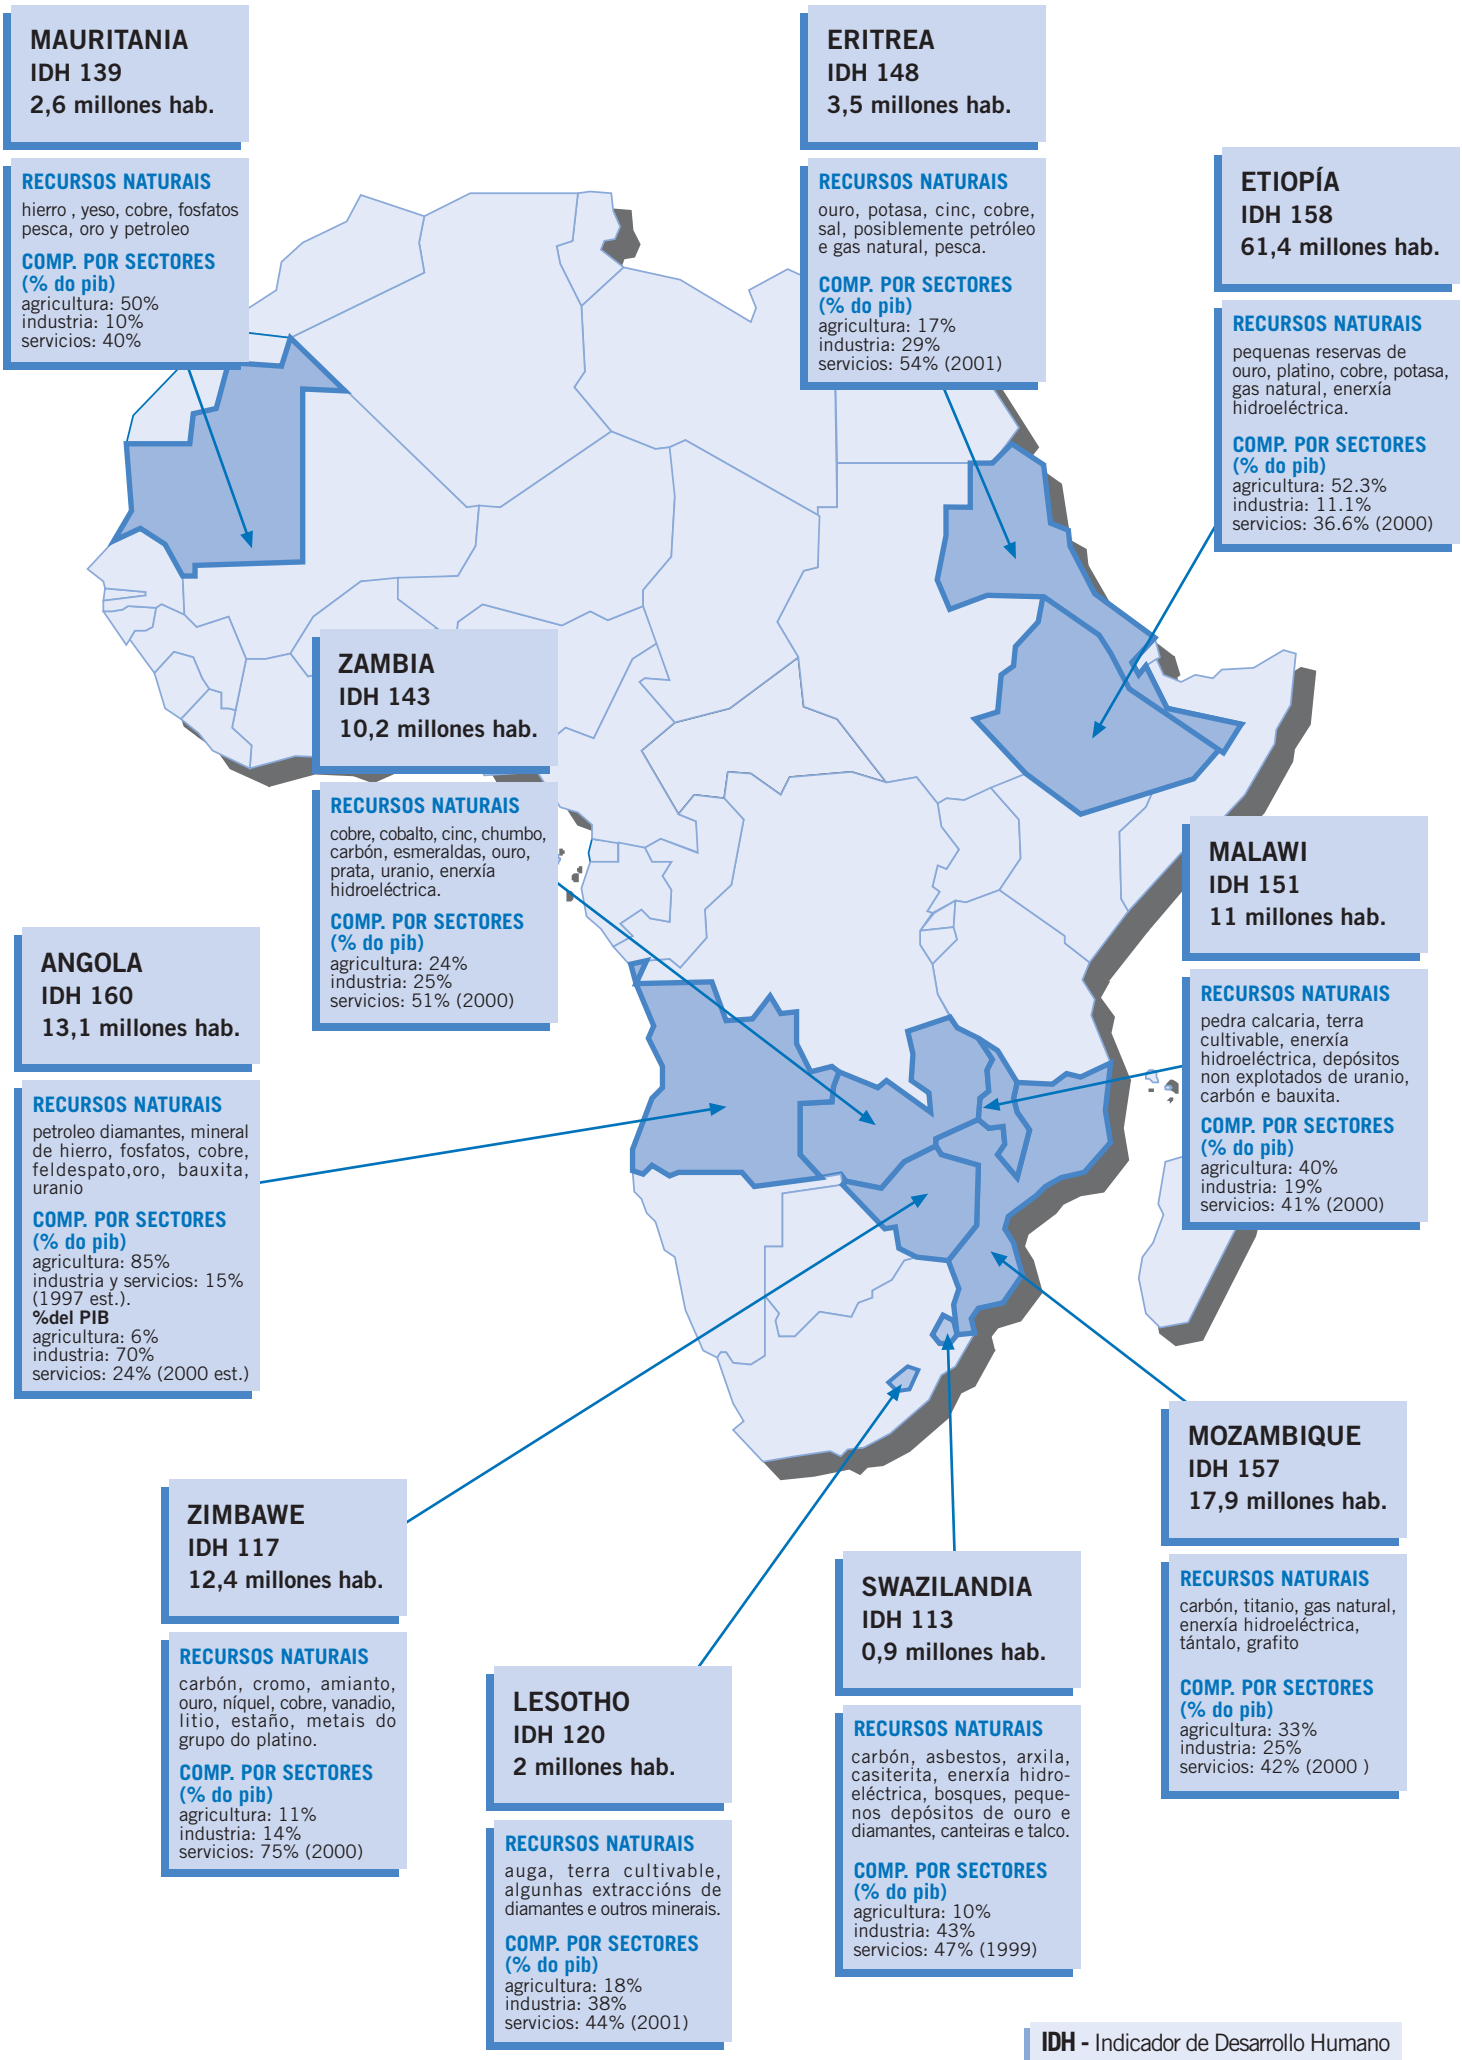 MAURITANIA
IDH 139
2,6 millones hab.
RECURSOS NATURAIS
hierro , yeso, cobre, fosfatos
pesca, oro y petroleo
COMP. POR SECTORES
(% do pib)
agricultura: 50%
industria: 10%
servicios: 40%
ERITREA
IDH 148
3,5 millones hab.
RECURSOS NATURAIS
ouro, potasa, cinc, cobre,
sal, posiblemente petróleo
e gas natural, pesca.
COMP. POR SECTORES
(% do pib)
agricultura: 17%
industria: 29%
servicios: 54% (2001)
ETIOPÍA
IDH 158
61,4 millones hab.
RECURSOS NATURAIS
pequenas reservas de
ouro, platino, cobre, potasa,
gas natural, enerxía
hidroeléctrica.
COMP. POR SECTORES
(% do pib)
agricultura: 52.3%
industria: 11.1%
servicios: 36.6% (2000)
ZAMBIA
IDH 143
10,2 millones hab.
RECURSOS NATURAIS
cobre, cobalto, cinc, chumbo,
carbón, esmeraldas, ouro,
prata, uranio, enerxía
hidroeléctrica.
COMP. POR SECTORES
(% do pib)
agricultura: 24%
industria: 25%
servicios: 51% (2000)
MALAWI
IDH 151
11 millones hab.
RECURSOS NATURAIS
pedra calcaria, terra
cultivable, enerxía
hidroeléctrica, depósitos
non explotados de uranio,
carbón e bauxita.
COMP. POR SECTORES
(% do pib)
agricultura: 40%
industria: 19%
servicios: 41% (2000)
ANGOLA
IDH 160
13,1 millones hab.
RECURSOS NATURAIS
petroleo diamantes, mineral
de hierro, fosfatos, cobre,
feldespato,oro, bauxita,
uranio
COMP. POR SECTORES
(% do pib)
agricultura: 85%
industria y servicios: 15%
(1997 est.).
%del PIB
agricultura: 6%
industria: 70%
servicios: 24% (2000 est.)
MOZAMBIQUE
IDH 157
17,9 millones hab.
RECURSOS NATURAIS
carbón, titanio, gas natural,
enerxía hidroeléctrica,
tántalo, grafito
COMP. POR SECTORES
(% do pib)
agricultura: 33%
industria: 25%
servicios: 42% (2000 )
ZIMBAWE
IDH 117
12,4 millones hab.
RECURSOS NATURAIS
carbón, cromo, amianto,
ouro, níquel, cobre, vanadio,
litio, estaño, metais do
grupo do platino.
COMP. POR SECTORES
(% do pib)
agricultura: 11%
industria: 14%
servicios: 75% (2000)
SWAZILANDIA
IDH 113
0,9 millones hab.
RECURSOS NATURAIS
carbón, asbestos, arxila,
casiterita, enerxía hidro-
eléctrica, bosques, peque-
nos depósitos de ouro e
diamantes, canteiras e talco.
COMP. POR SECTORES
(% do pib)
agricultura: 10%
industria: 43%
servicios: 47% (1999)
LESOTHO
IDH 120
2 millones hab.
RECURSOS NATURAIS
auga, terra cultivable,
algunhas extraccións de
diamantes e outros minerais.
COMP. POR SECTORES
(% do pib)
agricultura: 18%
industria: 38%
servicios: 44% (2001)
IDH - Indicador de Desarrollo Humano